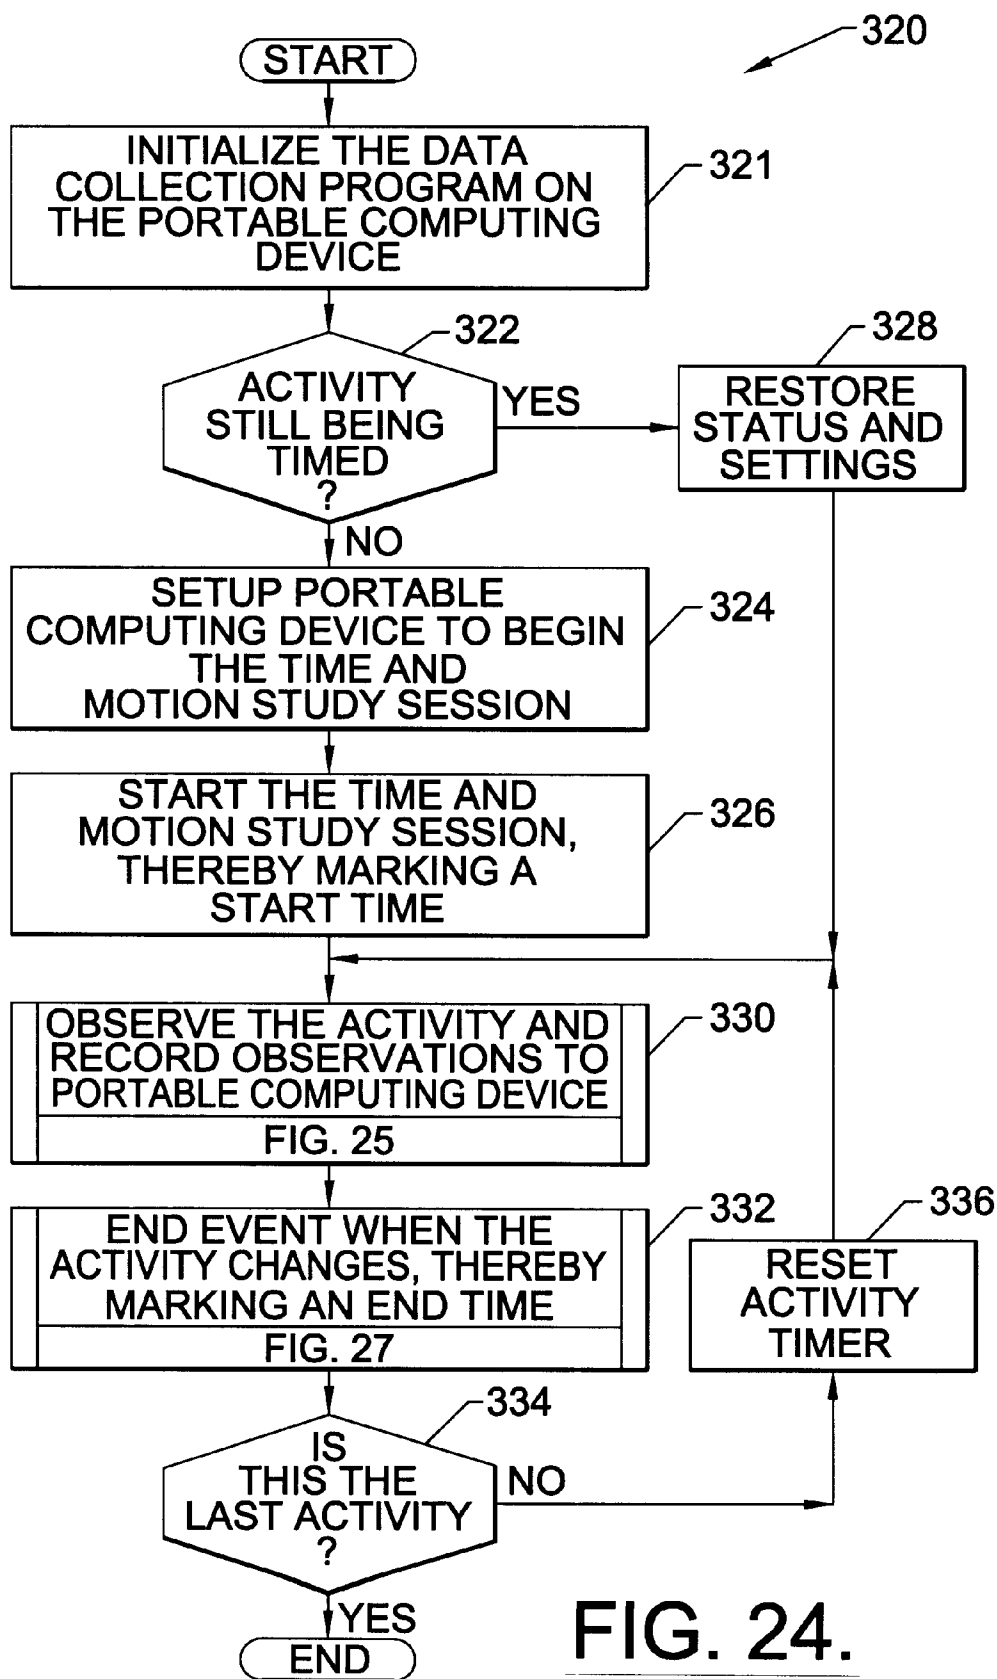 320
START
INITIALIZE THE DATA
COLLECTION PROGRAM ON
THE PORTABLE COMPUTING
DEVICE
321
322
ACTIVITY
STILL BEING
TIMED
?
YES
328
RESTORE
STATUS AND
SETTINGS
NO
SETUP PORTABLE
COMPUTING DEVICE TO BEGIN
THE TIME AND
MOTION STUDY SESSION
324
START THE TIME AND
MOTION STUDY SESSION,
THEREBY MARKING A
START TIME
326
OBSERVE THE ACTIVITY AND
RECORD OBSERVATIONS TO
PORTABLE COMPUTING DEVICE
FIG. 25
330
END EVENT WHEN THE
ACTIVITY CHANGES, THEREBY
MARKING AN END TIME
FIG. 27
332
336
RESET
ACTIVITY
TIMER
334
IS
THIS THE
LAST ACTIVITY
?
NO
YES
END
FIG. 24.